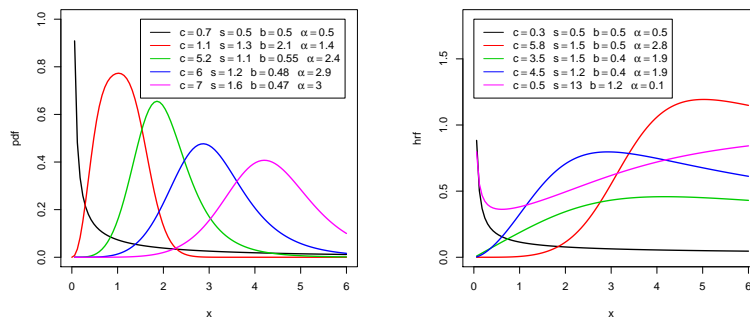 c = 0.7 s = 0.5 b = 0.5 α = 0.5
c = 1.1 s = 1.3 b = 2.1 α = 1.4
c = 5.2 s = 1.1 b = 0.55 α = 2.4
c = 6 s = 1.2 b = 0.48 α = 2.9
c = 7 s = 1.6 b = 0.47 α = 3
pdf
1.0
0.8
0.6
0.4
0.2
0.0
0 1 2 3 4 5 6
x
c = 0.3 s = 0.5 b = 0.5 α = 0.5
c = 5.8 s = 1.5 b = 0.5 α = 2.8
c = 3.5 s = 1.5 b = 0.4 α = 1.9
c = 4.5 s = 1.2 b = 0.4 α = 1.9
c = 0.5 s = 13 b = 1.2 α = 0.1
hrf
1.5
1.0
0.5
0.0
0 1 2 3 4 5 6
x